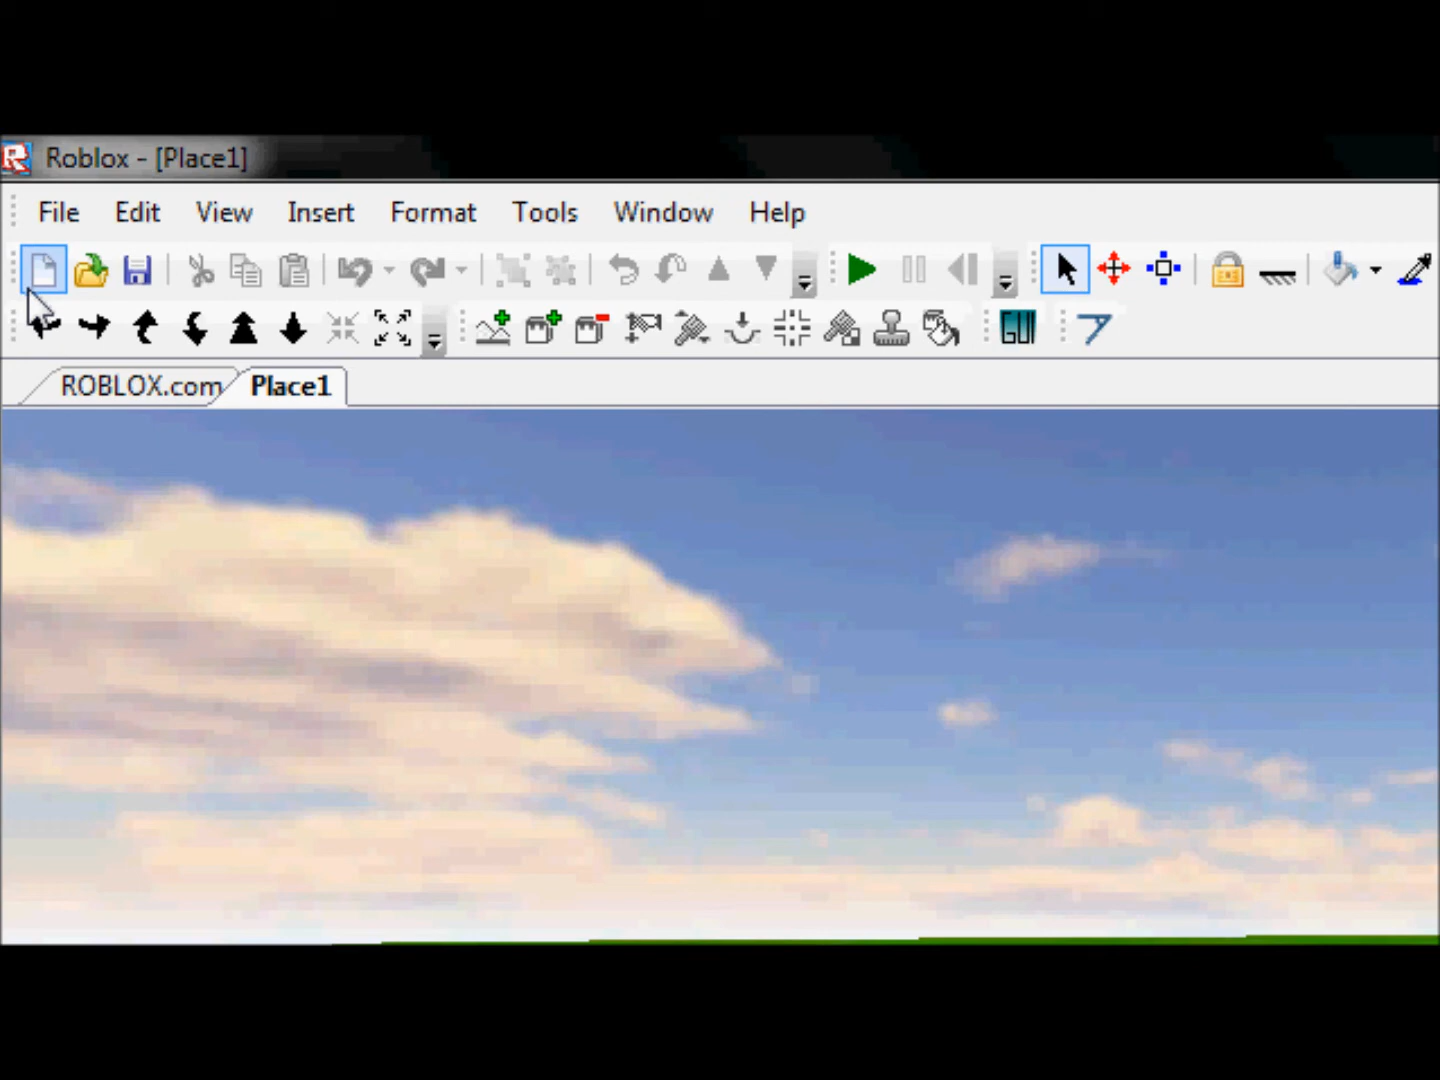 Roblox - [Place1]
File Edit View Insert Format Tools Window Help
GUI
ROBLOX.com Place1